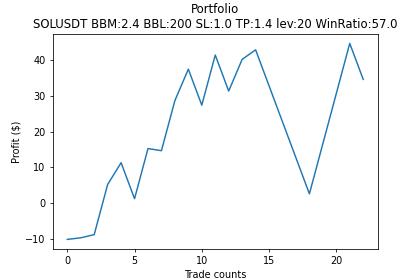 Portfolio
SOLUSDT BBM:2.4 BBL:200 SL:1.0 TP:1.4 lev:20 WinRatio:57.0
40
30
20
10
0
−10
Profit ($)
0
5
10
15
20
Trade counts